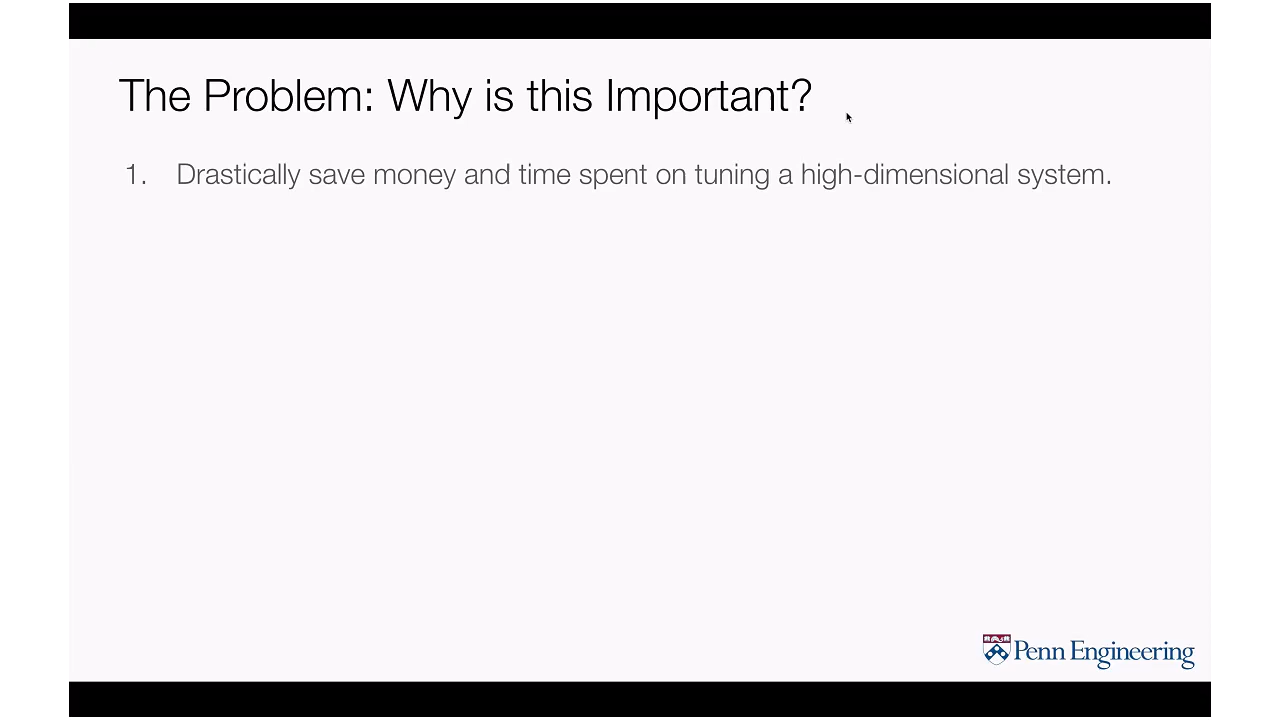 The Problem: Why is this Important?
1. Drastically save money and time spent on tuning a high-dimensional system.
Penn Engineering